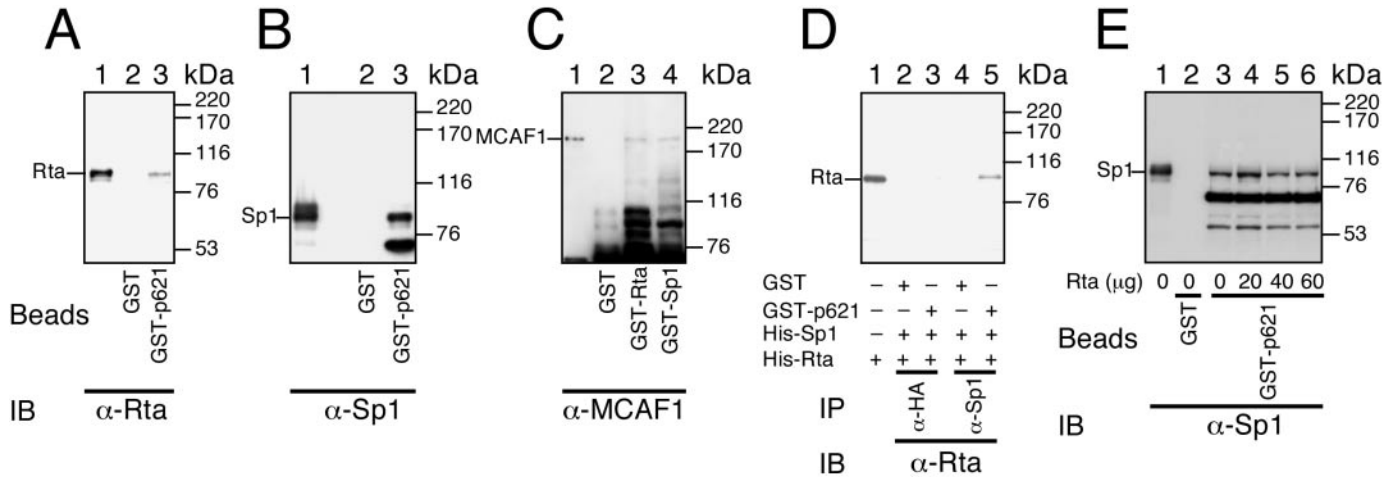 A B C D E
1 2 3 kDa
220
170
116
76
53
Rta
GST
GST-p621
Beads
IB
α-Rta
1 2 3 kDa
220
170
116
76
Sp1
GST
GST-p621
α-Sp1
1 2 3 4 kDa
MCAF1
220
170
116
76
GST
GST-Rta
GST-Sp1
α-MCAF1
1 2 3 4 5 kDa
220
170
116
76
Rta
GST – + – + –
GST-p621 – – + – +
His-Sp1 – + + + +
His-Rta + + + + +
IP
α-HA
α-Sp1
IB
α-Rta
1 2 3 4 5 6 kDa
220
170
116
76
53
Sp1
Rta (μg) 0 0 0 20 40 60
Beads
GST
GST-p621
IB
α-Sp1